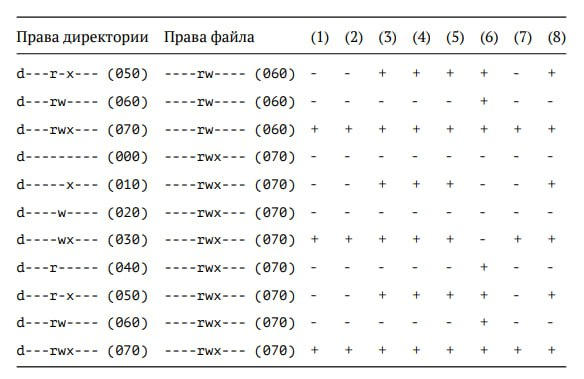 Права директории Права файла (1) (2) (3) (4) (5) (6) (7) (8)
d---r-x--- (050) ----rw---- (060) - - + + + + - +
d---rw---- (060) ----rw---- (060) - - - - - + - -
d---rwx--- (070) ----rw---- (060) + + + + + + + +
d--------- (000) ----rwx--- (070) - - - - - - - -
d-----x--- (010) ----rwx--- (070) - - + + + - - +
d----w---- (020) ----rwx--- (070) - - - - - - - -
d----wx--- (030) ----rwx--- (070) + + + + + - + +
d---r----- (040) ----rwx--- (070) - - - - - + - -
d---r-x--- (050) ----rwx--- (070) - - + + + + - +
d---rw---- (060) ----rwx--- (070) - - - - - + - -
d---rwx--- (070) ----rwx--- (070) + + + + + + + +